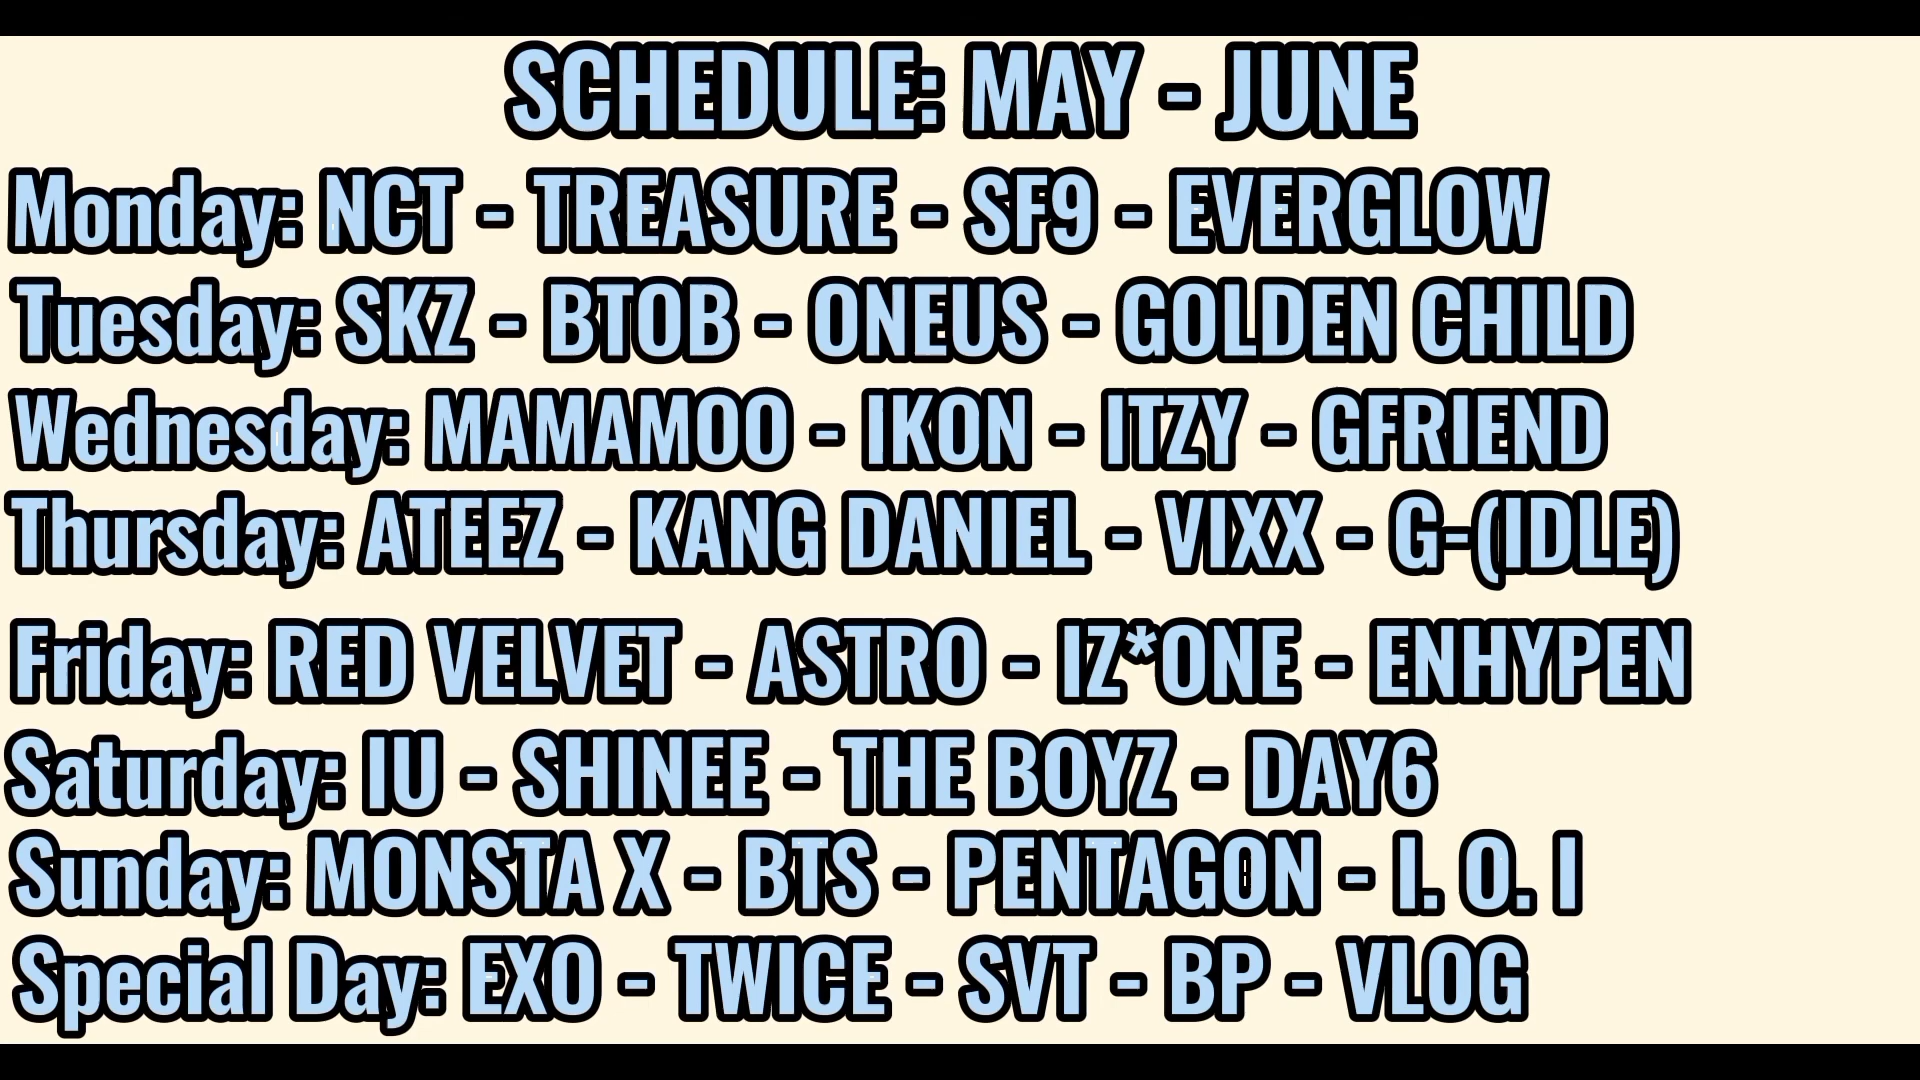 SCHEDULE: MAY - JUNE
Monday: NCT - TREASURE - SF9 - EVERGLOW
Tuesday: SKZ - BTOB - ONEUS - GOLDEN CHILD
Wednesday: MAMAMOO - IKON - ITZY - GFRIEND
Thursday: ATEEZ - KANG DANIEL - VIXX - G-(IDLE)
Friday: RED VELVET - ASTRO - IZ*ONE - ENHYPEN
Saturday: IU - SHINEE - THE BOYZ - DAY6
Sunday: MONSTA X - BTS - PENTAGON - I. O. I
Special Day: EXO - TWICE - SVT - BP - VLOG